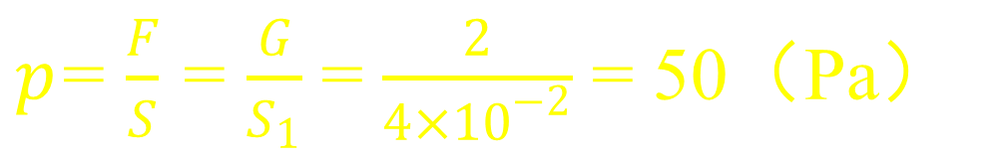 p = F/S = G/S₁ = 2/(4×10⁻²) = 50（Pa）